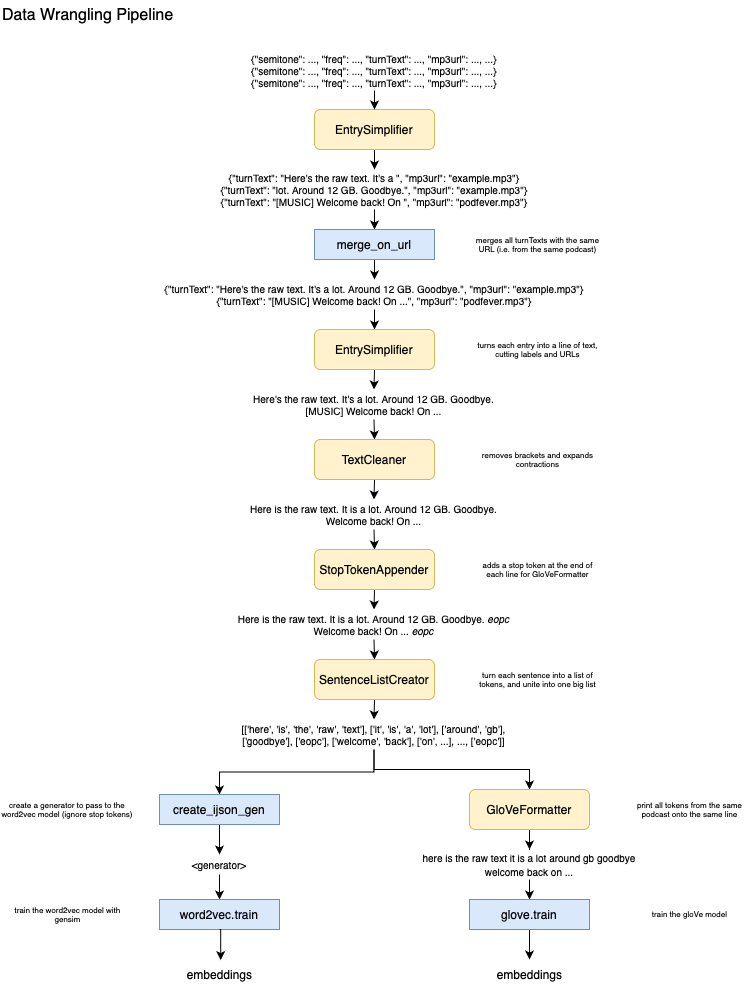 Data Wrangling Pipeline
{"semitone": ..., "freq": ..., "turnText": ..., "mp3url": ..., ...}
{"semitone": ..., "freq": ..., "turnText": ..., "mp3url": ..., ...}
{"semitone": ..., "freq": ..., "turnText": ..., "mp3url": ..., ...}
EntrySimplifier
{"turnText": "Here's the raw text. It's a ", "mp3url": "example.mp3"}
{"turnText": "lot. Around 12 GB. Goodbye.", "mp3url": "example.mp3"}
{"turnText": "[MUSIC] Welcome back! On ", "mp3url": "podfever.mp3"}
merge_on_url
merges all turnTexts with the same
URL (i.e. from the same podcast)
{"turnText": "Here's the raw text. It's a lot. Around 12 GB. Goodbye.", "mp3url": "example.mp3"}
{"turnText": "[MUSIC] Welcome back! On ...", "mp3url": "podfever.mp3"}
EntrySimplifier
turns each entry into a line of text,
cutting labels and URLs
Here's the raw text. It's a lot. Around 12 GB. Goodbye.
[MUSIC] Welcome back! On ...
TextCleaner
removes brackets and expands
contractions
Here is the raw text. It is a lot. Around 12 GB. Goodbye.
Welcome back! On ...
StopTokenAppender
adds a stop token at the end of
each line for GloVeFormatter
Here is the raw text. It is a lot. Around 12 GB. Goodbye. eopc
Welcome back! On ... eopc
SentenceListCreator
turn each sentence into a list of
tokens, and unite into one big list
[['here', 'is', 'the', 'raw', 'text'], ['it', 'is', 'a', 'lot'], ['around', 'gb'],
['goodbye'], ['eopc'], ['welcome', 'back'], ['on', ...], ..., ['eopc']]
create a generator to pass to the
word2vec model (ignore stop tokens)
create_ijson_gen
GloVeFormatter
print all tokens from the same
podcast onto the same line
<generator>
here is the raw text it is a lot around gb goodbye
welcome back on ...
train the word2vec model with
gensim
word2vec.train
glove.train
train the gloVe model
embeddings
embeddings